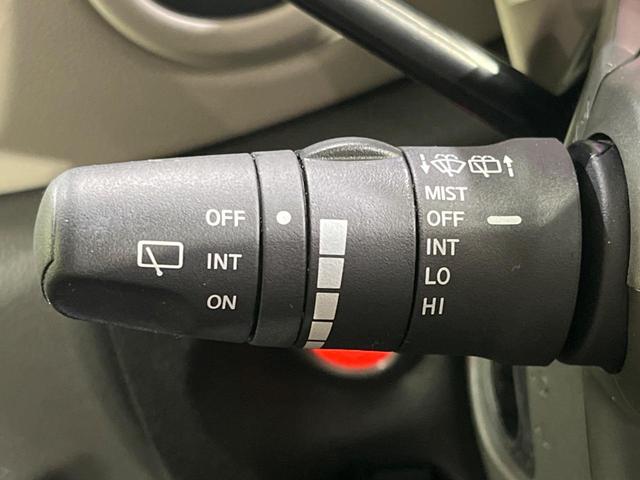 OFF
INT
ON
MIST
OFF
INT
LO
HI